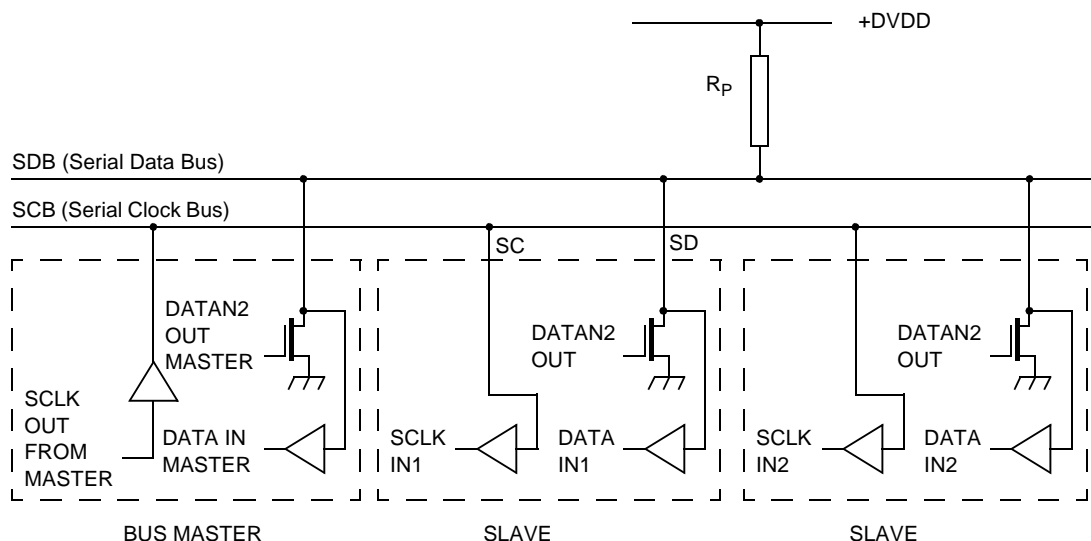 +DVDD
RP
SDB (Serial Data Bus)
SCB (Serial Clock Bus)
SC
SD
DATAN2
OUT
MASTER
SCLK
OUT
FROM
MASTER
DATA IN
MASTER
DATAN2
OUT
SCLK
IN1
DATA
IN1
DATAN2
OUT
SCLK
IN2
DATA
IN2
BUS MASTER
SLAVE
SLAVE